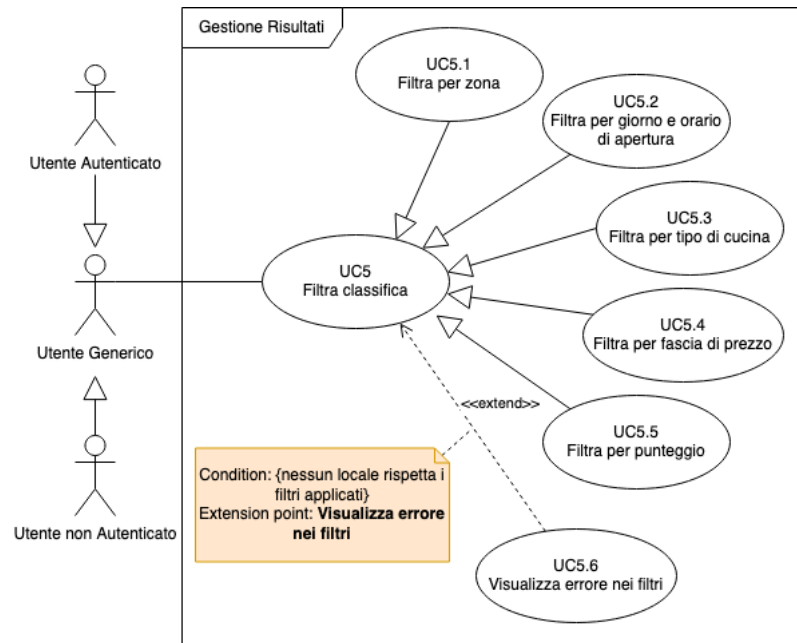 Gestione Risultati
UC5.1
Filtra per zona
UC5.2
Filtra per giorno e orario
di apertura
Utente Autenticato
UC5.3
Filtra per tipo di cucina
UC5
Filtra classifica
UC5.4
Filtra per fascia di prezzo
Utente Generico
<<extend>>
UC5.5
Filtra per punteggio
Condition: {nessun locale rispetta i
filtri applicati}
Extension point: Visualizza errore
nei filtri
Utente non Autenticato
UC5.6
Visualizza errore nei filtri